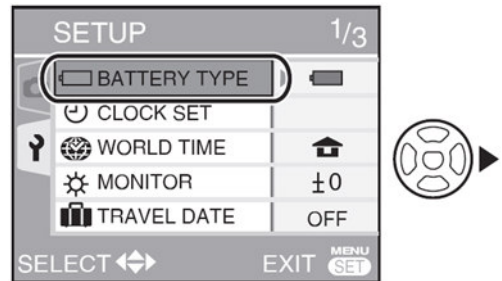 SETUP 1/3
BATTERY TYPE
CLOCK SET
WORLD TIME
MONITOR ±0
TRAVEL DATE OFF
SELECT EXIT MENU SET